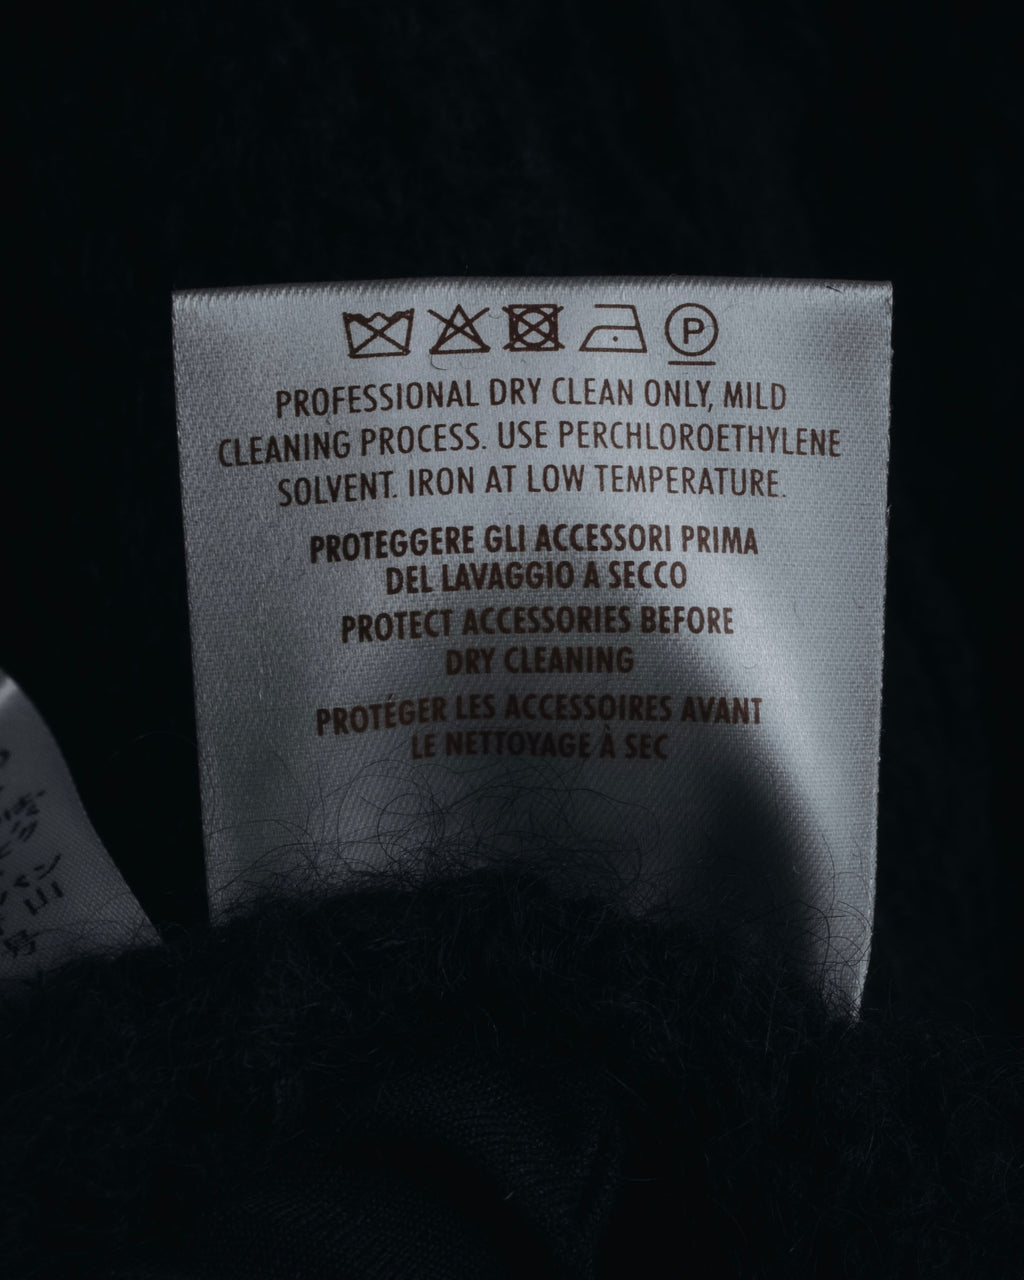 P
PROFESSIONAL DRY CLEAN ONLY, MILD
CLEANING PROCESS. USE PERCHLOROETHYLENE
SOLVENT. IRON AT LOW TEMPERATURE.
PROTEGGERE GLI ACCESSORI PRIMA
DEL LAVAGGIO A SECCO
PROTECT ACCESSORIES BEFORE
DRY CLEANING
PROTÉGER LES ACCESSOIRES AVANT
LE NETTOYAGE À SEC